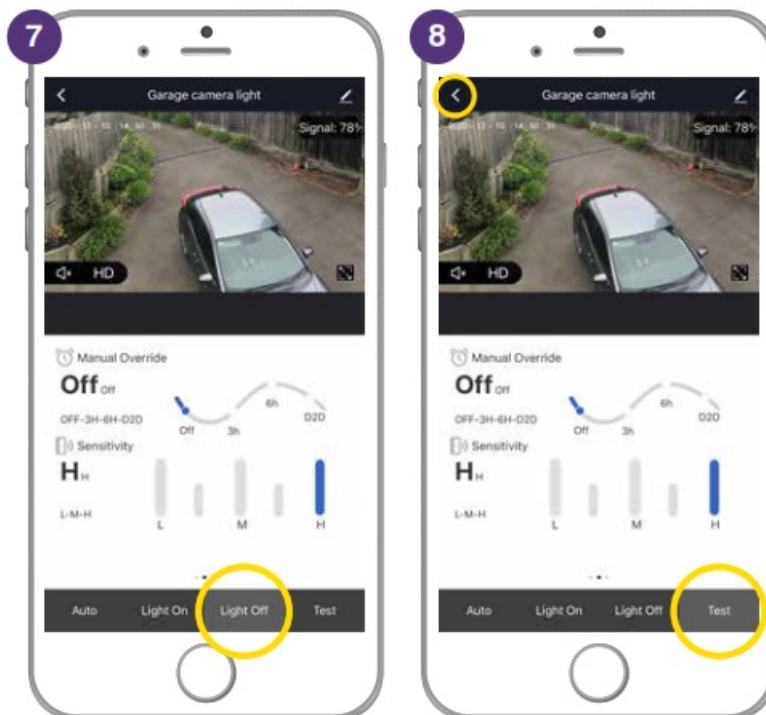 7
Garage camera light
Signal: 78%
HD
Manual Override
Off Off
OFF-3H-6H-D2D
Off 3h 6h D2D
Sensitivity
H H
L-M-H
L M H
Auto Light On Light Off Test
8
Garage camera light
Signal: 78%
HD
Manual Override
Off Off
OFF-3H-6H-D2D
Off 3h 6h D2D
Sensitivity
H H
L-M-H
L M H
Auto Light On Light Off Test